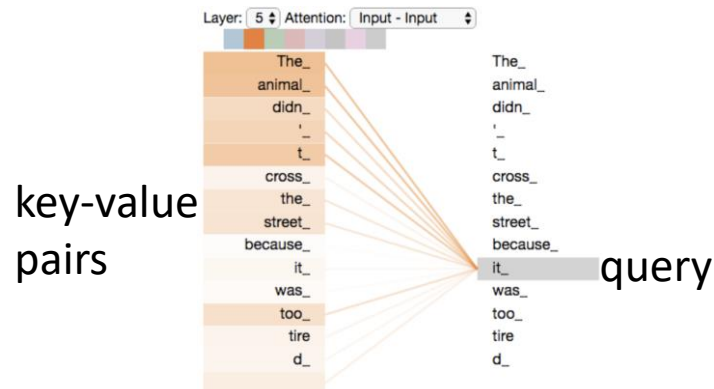 Layer: 5 Attention: Input - Input
The_ The_
animal_ animal_
didn_ didn_
'_ '_
t_ t_
cross_ cross_
the_ the_
street_ street_
because_ because_
it_ it_
was_ was_
too_ too_
tire tire
d_ d_
key-value
pairs
query